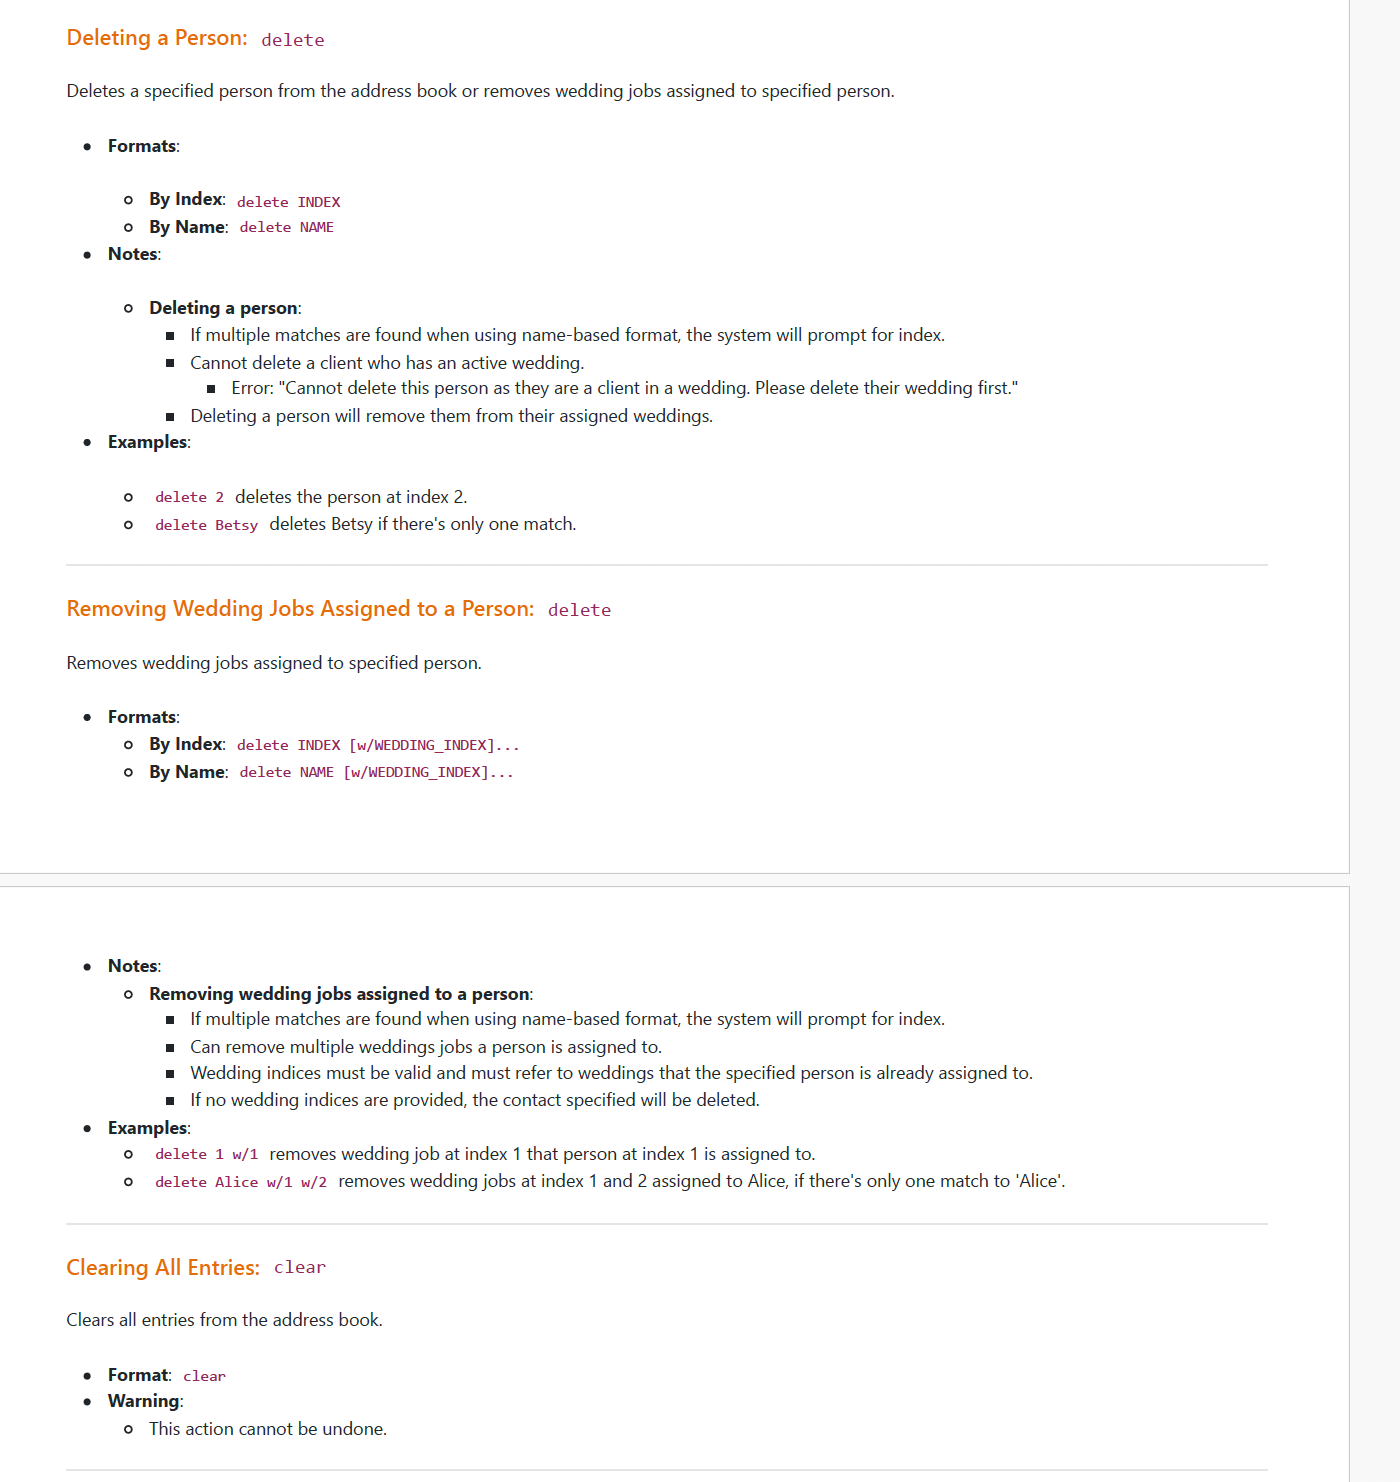 Deleting a Person: delete
Deletes a specified person from the address book or removes wedding jobs assigned to specified person.
Formats:
By Index: delete INDEX
By Name: delete NAME
Notes:
Deleting a person:
If multiple matches are found when using name-based format, the system will prompt for index.
Cannot delete a client who has an active wedding.
Error: "Cannot delete this person as they are a client in a wedding. Please delete their wedding first."
Deleting a person will remove them from their assigned weddings.
Examples:
delete 2 deletes the person at index 2.
delete Betsy deletes Betsy if there's only one match.
Removing Wedding Jobs Assigned to a Person: delete
Removes wedding jobs assigned to specified person.
Formats:
By Index: delete INDEX [w/WEDDING_INDEX]...
By Name: delete NAME [w/WEDDING_INDEX]...
Notes:
Removing wedding jobs assigned to a person:
If multiple matches are found when using name-based format, the system will prompt for index.
Can remove multiple weddings jobs a person is assigned to.
Wedding indices must be valid and must refer to weddings that the specified person is already assigned to.
If no wedding indices are provided, the contact specified will be deleted.
Examples:
delete 1 w/1 removes wedding job at index 1 that person at index 1 is assigned to.
delete Alice w/1 w/2 removes wedding jobs at index 1 and 2 assigned to Alice, if there's only one match to 'Alice'.
Clearing All Entries: clear
Clears all entries from the address book.
Format: clear
Warning:
This action cannot be undone.